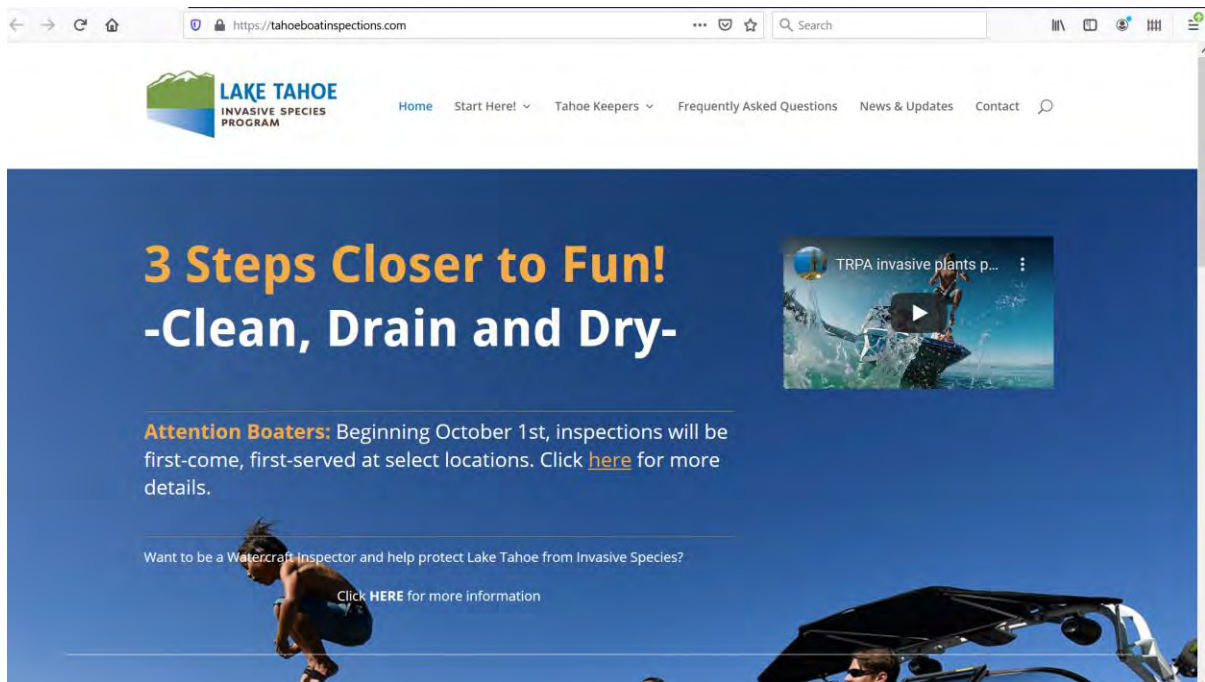 https://tahoeboatinspections.com
Search
LAKE TAHOE
INVASIVE SPECIES
PROGRAM
Home Start Here! Tahoe Keepers Frequently Asked Questions News & Updates Contact
3 Steps Closer to Fun!
-Clean, Drain and Dry-
TRPA invasive plants p...
Attention Boaters: Beginning October 1st, inspections will be
first-come, first-served at select locations. Click here for more
details.
Want to be a Watercraft Inspector and help protect Lake Tahoe from Invasive Species?
Click HERE for more information